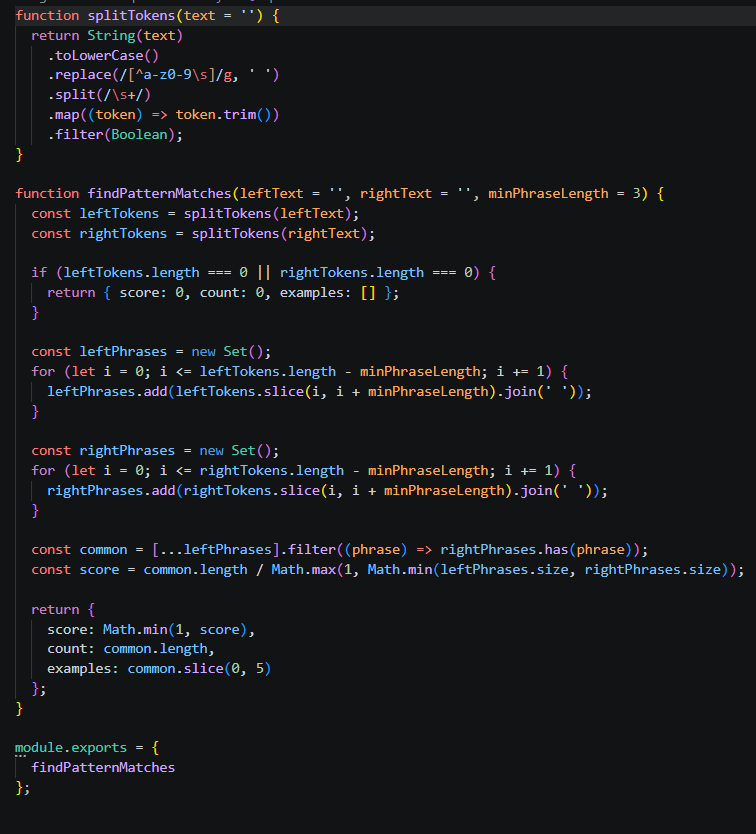 function splitTokens(text = '') {
  return String(text)
    .toLowerCase()
    .replace(/[^a-z0-9\s]/g, ' ')
    .split(/\s+/)
    .map((token) => token.trim())
    .filter(Boolean);
}

function findPatternMatches(leftText = '', rightText = '', minPhraseLength = 3) {
  const leftTokens = splitTokens(leftText);
  const rightTokens = splitTokens(rightText);

  if (leftTokens.length === 0 || rightTokens.length === 0) {
    return { score: 0, count: 0, examples: [] };
  }

  const leftPhrases = new Set();
  for (let i = 0; i <= leftTokens.length - minPhraseLength; i += 1) {
    leftPhrases.add(leftTokens.slice(i, i + minPhraseLength).join(' '));
  }

  const rightPhrases = new Set();
  for (let i = 0; i <= rightTokens.length - minPhraseLength; i += 1) {
    rightPhrases.add(rightTokens.slice(i, i + minPhraseLength).join(' '));
  }

  const common = [...leftPhrases].filter((phrase) => rightPhrases.has(phrase));
  const score = common.length / Math.max(1, Math.min(leftPhrases.size, rightPhrases.size));

  return {
    score: Math.min(1, score),
    count: common.length,
    examples: common.slice(0, 5)
  };
}

module.exports = {
  findPatternMatches
};